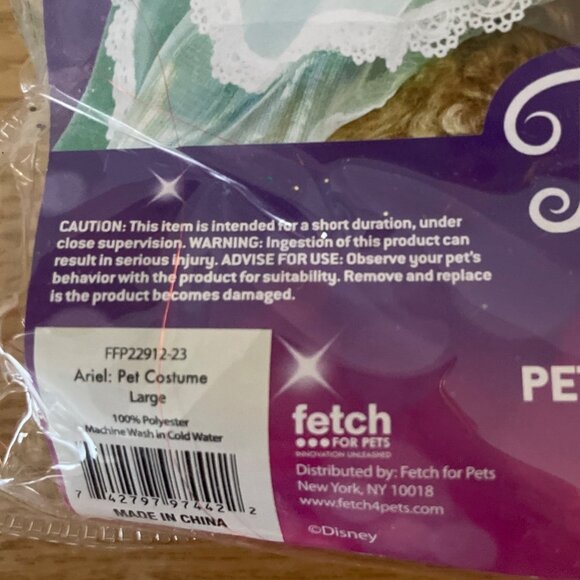 CAUTION: This item is intended for a short duration, under
close supervision. WARNING: Ingestion of this product can
result in serious injury. ADVISE FOR USE: Observe your pet's
behavior with the product for suitability. Remove and replace
is the product becomes damaged.
FFP22912-23
Ariel: Pet Costume
Large
100% Polyester
Machine Wash in Cold Water
7 42797 97442 2
MADE IN CHINA
fetch
FOR PETS
INNOVATION UNLEASHED
Distributed by: Fetch for Pets
New York, NY 10018
www.fetch4pets.com
©Disney